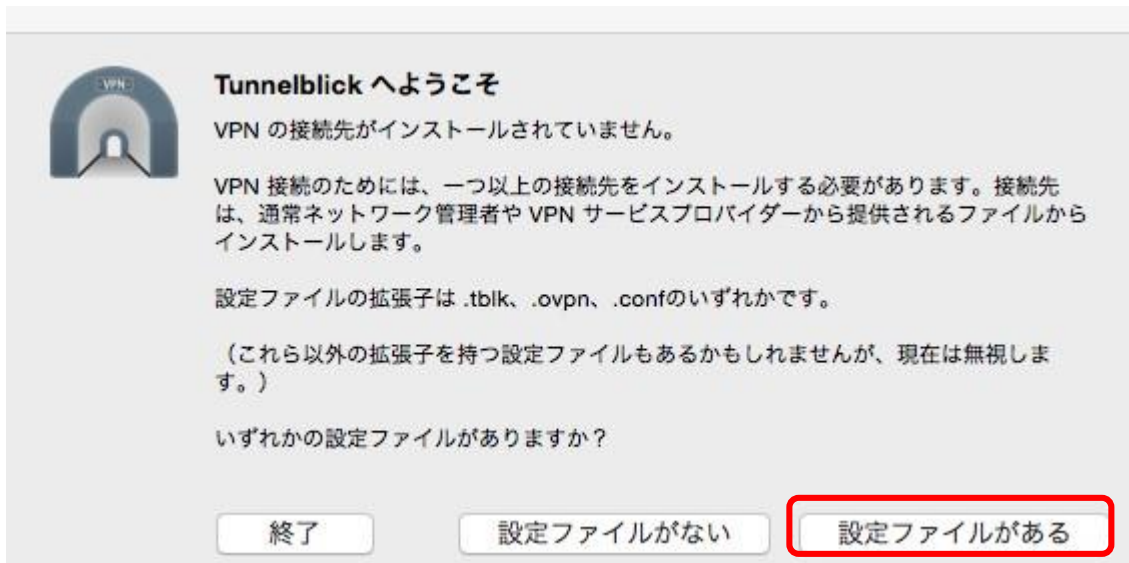 VPN
Tunnelblick へようこそ
VPN の接続先がインストールされていません。
VPN 接続のためには、一つ以上の接続先をインストールする必要があります。接続先
は、通常ネットワーク管理者や VPN サービスプロバイダーから提供されるファイルから
インストールします。
設定ファイルの拡張子は .tblk、.ovpn、.confのいずれかです。
（これら以外の拡張子を持つ設定ファイルもあるかもしれませんが、現在は無視しま
す。）
いずれかの設定ファイルがありますか？
終了
設定ファイルがない
設定ファイルがある